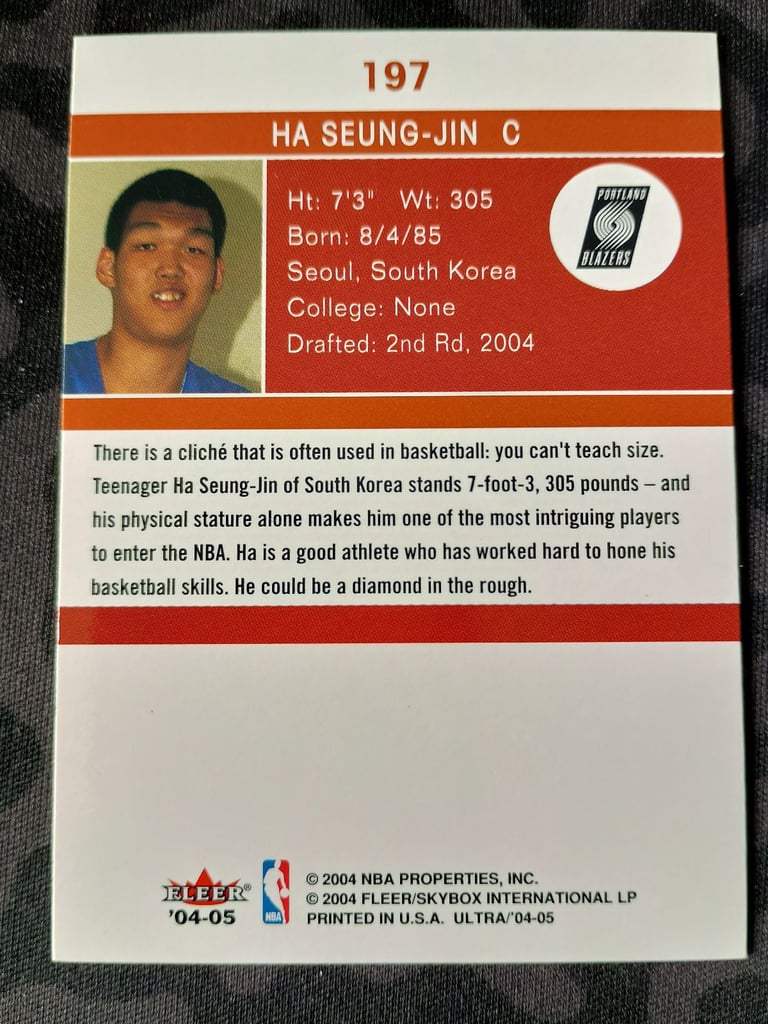 197
HA SEUNG-JIN C
Ht: 7'3" Wt: 305
Born: 8/4/85
Seoul, South Korea
College: None
Drafted: 2nd Rd, 2004
PORTLAND
BLAZERS
There is a cliché that is often used in basketball: you can't teach size.
Teenager Ha Seung-Jin of South Korea stands 7-foot-3, 305 pounds – and
his physical stature alone makes him one of the most intriguing players
to enter the NBA. Ha is a good athlete who has worked hard to hone his
basketball skills. He could be a diamond in the rough.
FLEER®
'04-05
NBA
© 2004 NBA PROPERTIES, INC.
© 2004 FLEER/SKYBOX INTERNATIONAL LP
PRINTED IN U.S.A. ULTRA/'04-05